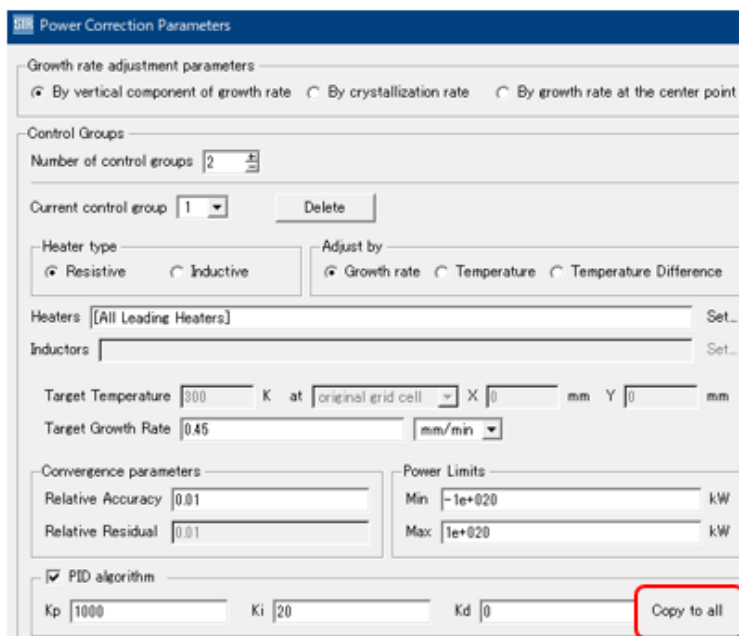 STR Power Correction Parameters
Growth rate adjustment parameters
By vertical component of growth rate By crystallization rate By growth rate at the center point
Control Groups
Number of control groups 2
Current control group 1 Delete
Heater type Adjust by
Resistive Inductive Growth rate Temperature Temperature Difference
Heaters [All Leading Heaters] Set...
Inductors Set...
Target Temperature 300 K at original grid cell X 0 mm Y 0 mm
Target Growth Rate 0.45 mm/min
Convergence parameters Power Limits
Relative Accuracy 0.01 Min -1e+020 kW
Relative Residual 0.01 Max 1e+020 kW
PID algorithm
Kp 1000 Ki 20 Kd 0 Copy to all